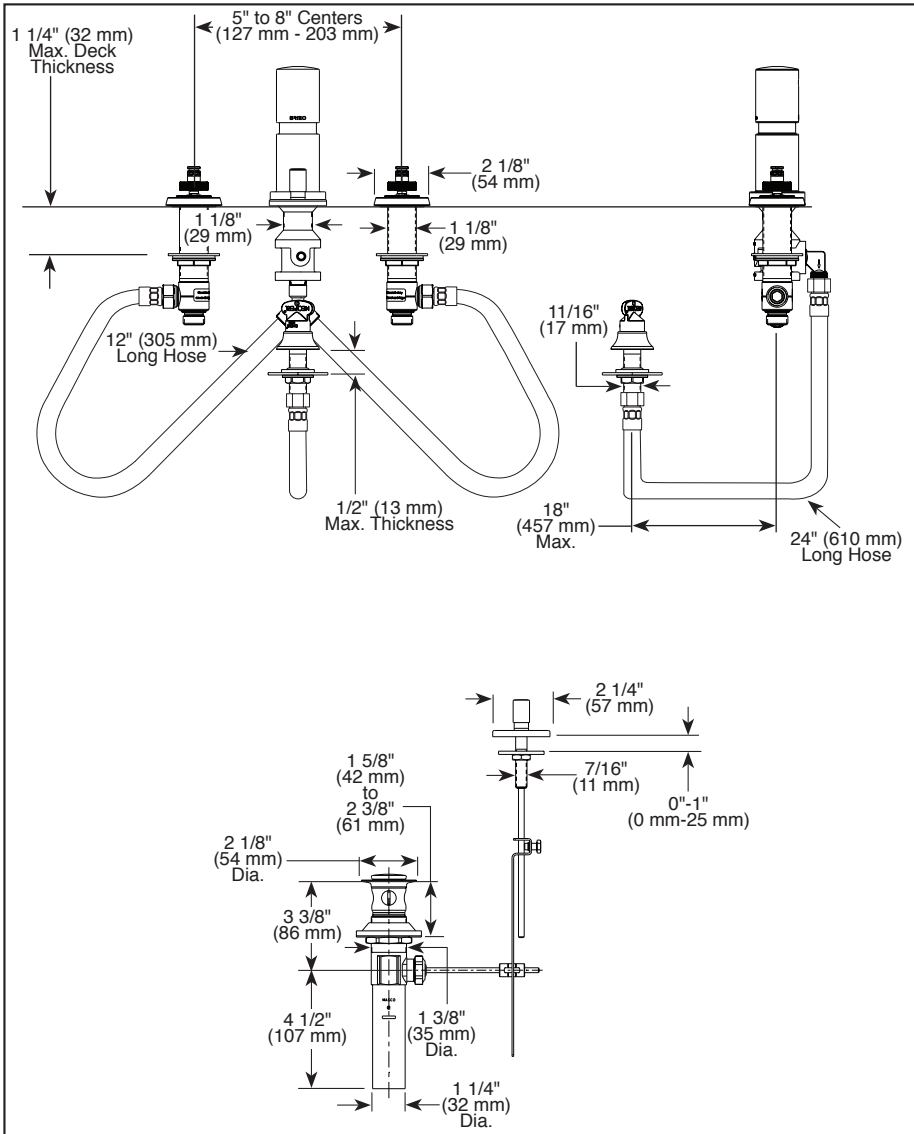 5" to 8" Centers
(127 mm - 203 mm)
1 1/4" (32 mm)
Max. Deck
Thickness
BRIZO
2 1/8"
(54 mm)
1 1/8"
(29 mm)
1 1/8"
(29 mm)
12" (305 mm)
Long Hose
11/16"
(17 mm)
1/2" (13 mm)
Max. Thickness
18"
(457 mm)
Max.
24" (610 mm)
Long Hose
2 1/4"
(57 mm)
7/16"
(11 mm)
0"-1"
(0 mm-25 mm)
1 5/8"
(42 mm)
to
2 3/8"
(61 mm)
2 1/8"
(54 mm)
Dia.
3 3/8"
(86 mm)
MASCO
4 1/2"
(107 mm)
1 3/8"
(35 mm)
Dia.
1 1/4"
(32 mm)
Dia.